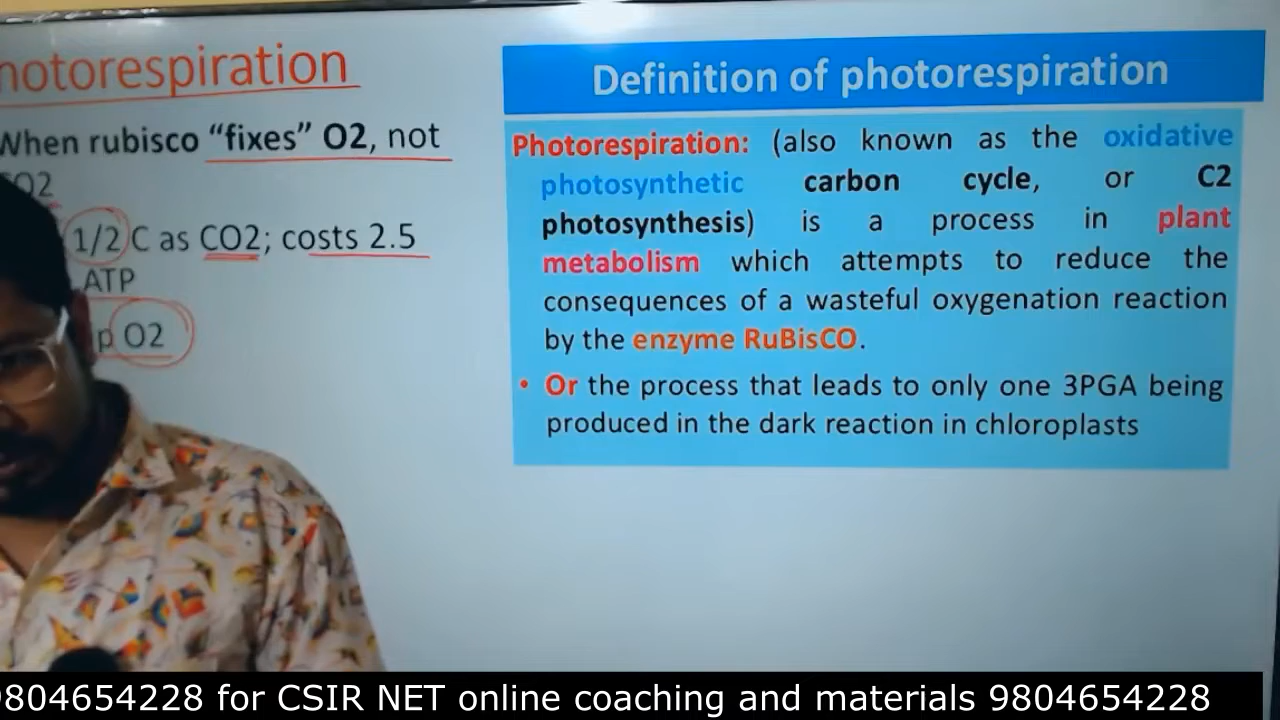 hotorespiration
When rubisco “fixes” O2, not
CO2
1/2 C as CO2; costs 2.5
ATP
p O2
Definition of photorespiration
Photorespiration: (also known as the oxidative
photosynthetic carbon cycle, or C2
photosynthesis) is a process in plant
metabolism which attempts to reduce the
consequences of a wasteful oxygenation reaction
by the enzyme RuBisCO.
• Or the process that leads to only one 3PGA being
produced in the dark reaction in chloroplasts
9804654228 for CSIR NET online coaching and materials 9804654228